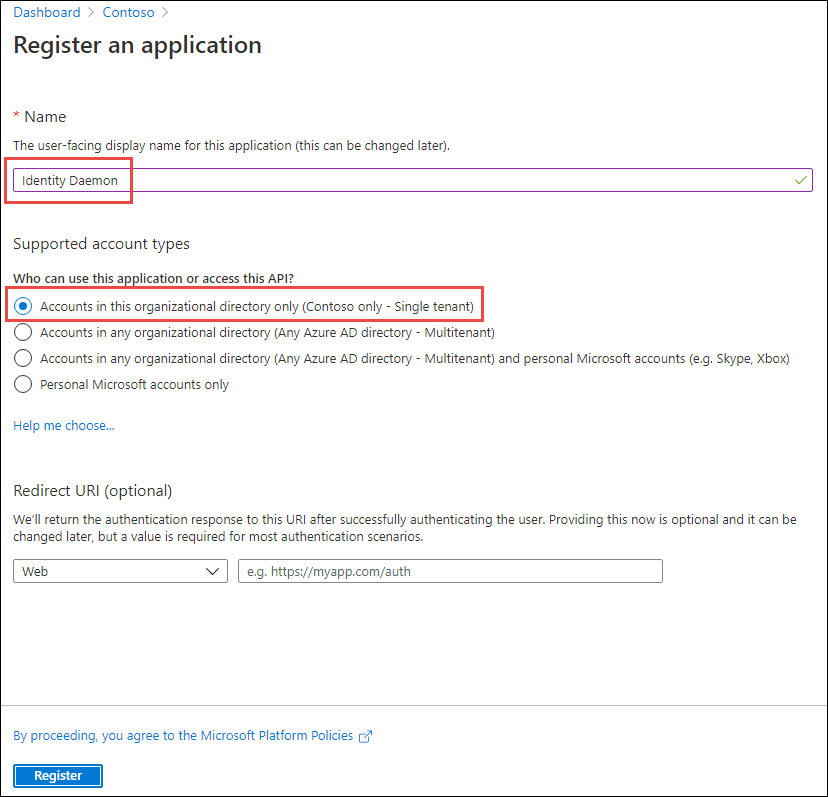 Dashboard > Contoso >
Register an application
* Name
The user-facing display name for this application (this can be changed later).
Identity Daemon
Supported account types
Who can use this application or access this API?
Accounts in this organizational directory only (Contoso only - Single tenant)
Accounts in any organizational directory (Any Azure AD directory - Multitenant)
Accounts in any organizational directory (Any Azure AD directory - Multitenant) and personal Microsoft accounts (e.g. Skype, Xbox)
Personal Microsoft accounts only
Help me choose...
Redirect URI (optional)
We'll return the authentication response to this URI after successfully authenticating the user. Providing this now is optional and it can be
changed later, but a value is required for most authentication scenarios.
Web
e.g. https://myapp.com/auth
By proceeding, you agree to the Microsoft Platform Policies
Register